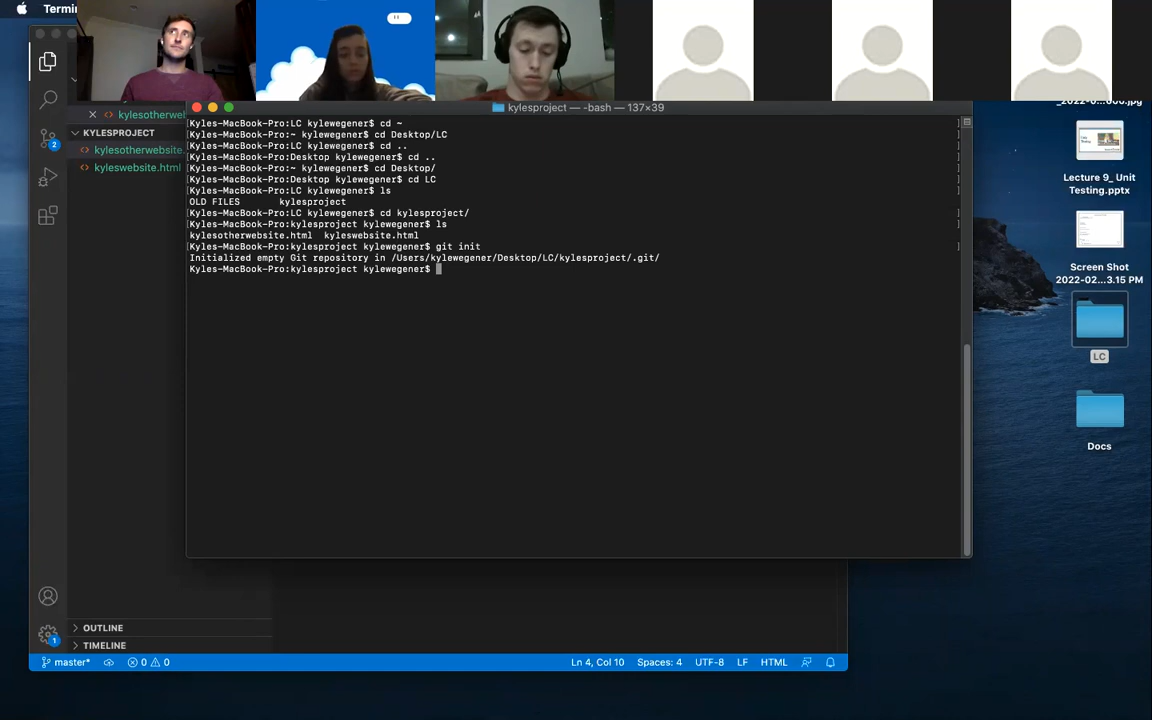 Termi
kylesproject — -bash — 137×39
kylesotherwel
KYLESPROJECT
kylesotherwebsite.
kyleswebsite.html
2
[Kyles-MacBook-Pro:LC kylewegener$ cd ~ ]
[Kyles-MacBook-Pro:~ kylewegener$ cd Desktop/LC ]
[Kyles-MacBook-Pro:LC kylewegener$ cd .. ]
[Kyles-MacBook-Pro:Desktop kylewegener$ cd .. ]
[Kyles-MacBook-Pro:~ kylewegener$ cd Desktop/ ]
[Kyles-MacBook-Pro:Desktop kylewegener$ cd LC ]
[Kyles-MacBook-Pro:LC kylewegener$ ls ]
OLD FILES kylesproject
[Kyles-MacBook-Pro:LC kylewegener$ cd kylesproject/ ]
[Kyles-MacBook-Pro:kylesproject kylewegener$ ls ]
kylesotherwebsite.html kyleswebsite.html
[Kyles-MacBook-Pro:kylesproject kylewegener$ git init ]
Initialized empty Git repository in /Users/kylewegener/Desktop/LC/kylesproject/.git/
Kyles-MacBook-Pro:kylesproject kylewegener$
Lecture 9_ Unit
Testing.pptx
Screen Shot
2022-02...3.15 PM
LC
Docs
OUTLINE
1
TIMELINE
master* 0 0
Ln 4, Col 10 Spaces: 4 UTF-8 LF HTML